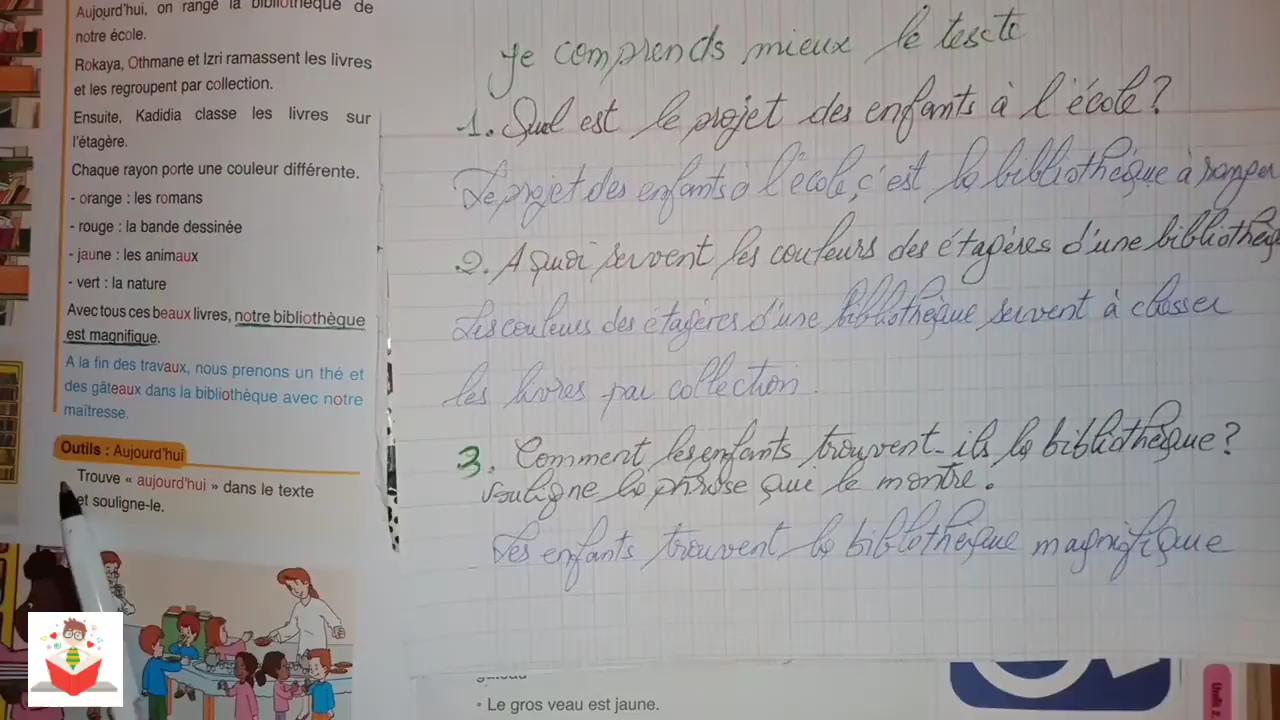 Aujourd'hui, on range la bibliothèque de
notre école.
Rokaya, Othmane et Izri ramassent les livres
et les regroupent par collection.
Ensuite, Kadidia classe les livres sur
l'étagère.
Chaque rayon porte une couleur différente.
- orange : les romans
- rouge : la bande dessinée
- jaune : les animaux
- vert : la nature
Avec tous ces beaux livres, notre bibliothèque
est magnifique.
A la fin des travaux, nous prenons un thé et
des gâteaux dans la bibliothèque avec notre
maîtresse.
Outils : Aujourd'hui
Trouve « aujourd'hui » dans le texte
et souligne-le.
Je comprends mieux le texte
1. Quel est le projet des enfants à l'école ?
Le projet des enfants à l'école, c'est la bibliothèque à ranger
2. A quoi servent les couleurs des étagères d'une bibliothèq
Les couleurs des étagères d'une bibliothèque servent à classer
les livres par collection.
3. Comment les enfants trouvent-ils la bibliothèque ?
Souligne la phrase qui le montre.
Les enfants trouvent la biblothèque magnifique
• Le gros veau est jaune.